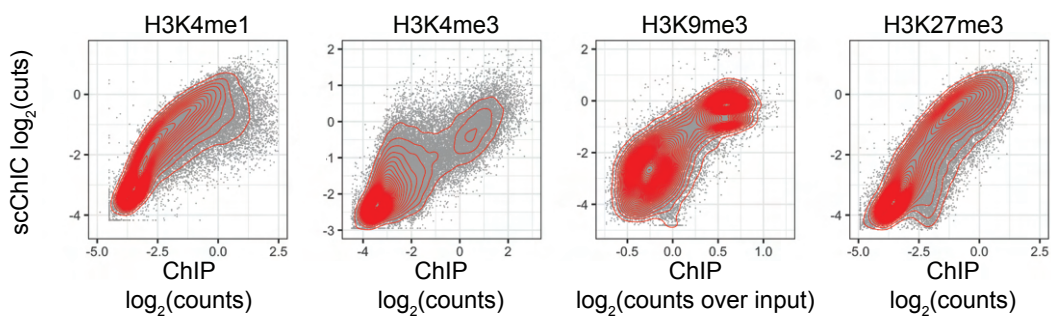 H3K4me1 H3K4me3 H3K9me3 H3K27me3
scChIC log2(cuts)
0 -2 -4
2 1 0 -1 -2 -3
2 0 -2 -4
0 -2 -4
-5.0 -2.5 0.0 2.5 -4 -2 0 2 -0.5 0.0 0.5 1.0 -5.0 -2.5 0.0 2.5
ChIP ChIP ChIP ChIP
log2(counts) log2(counts) log2(counts over input) log2(counts)